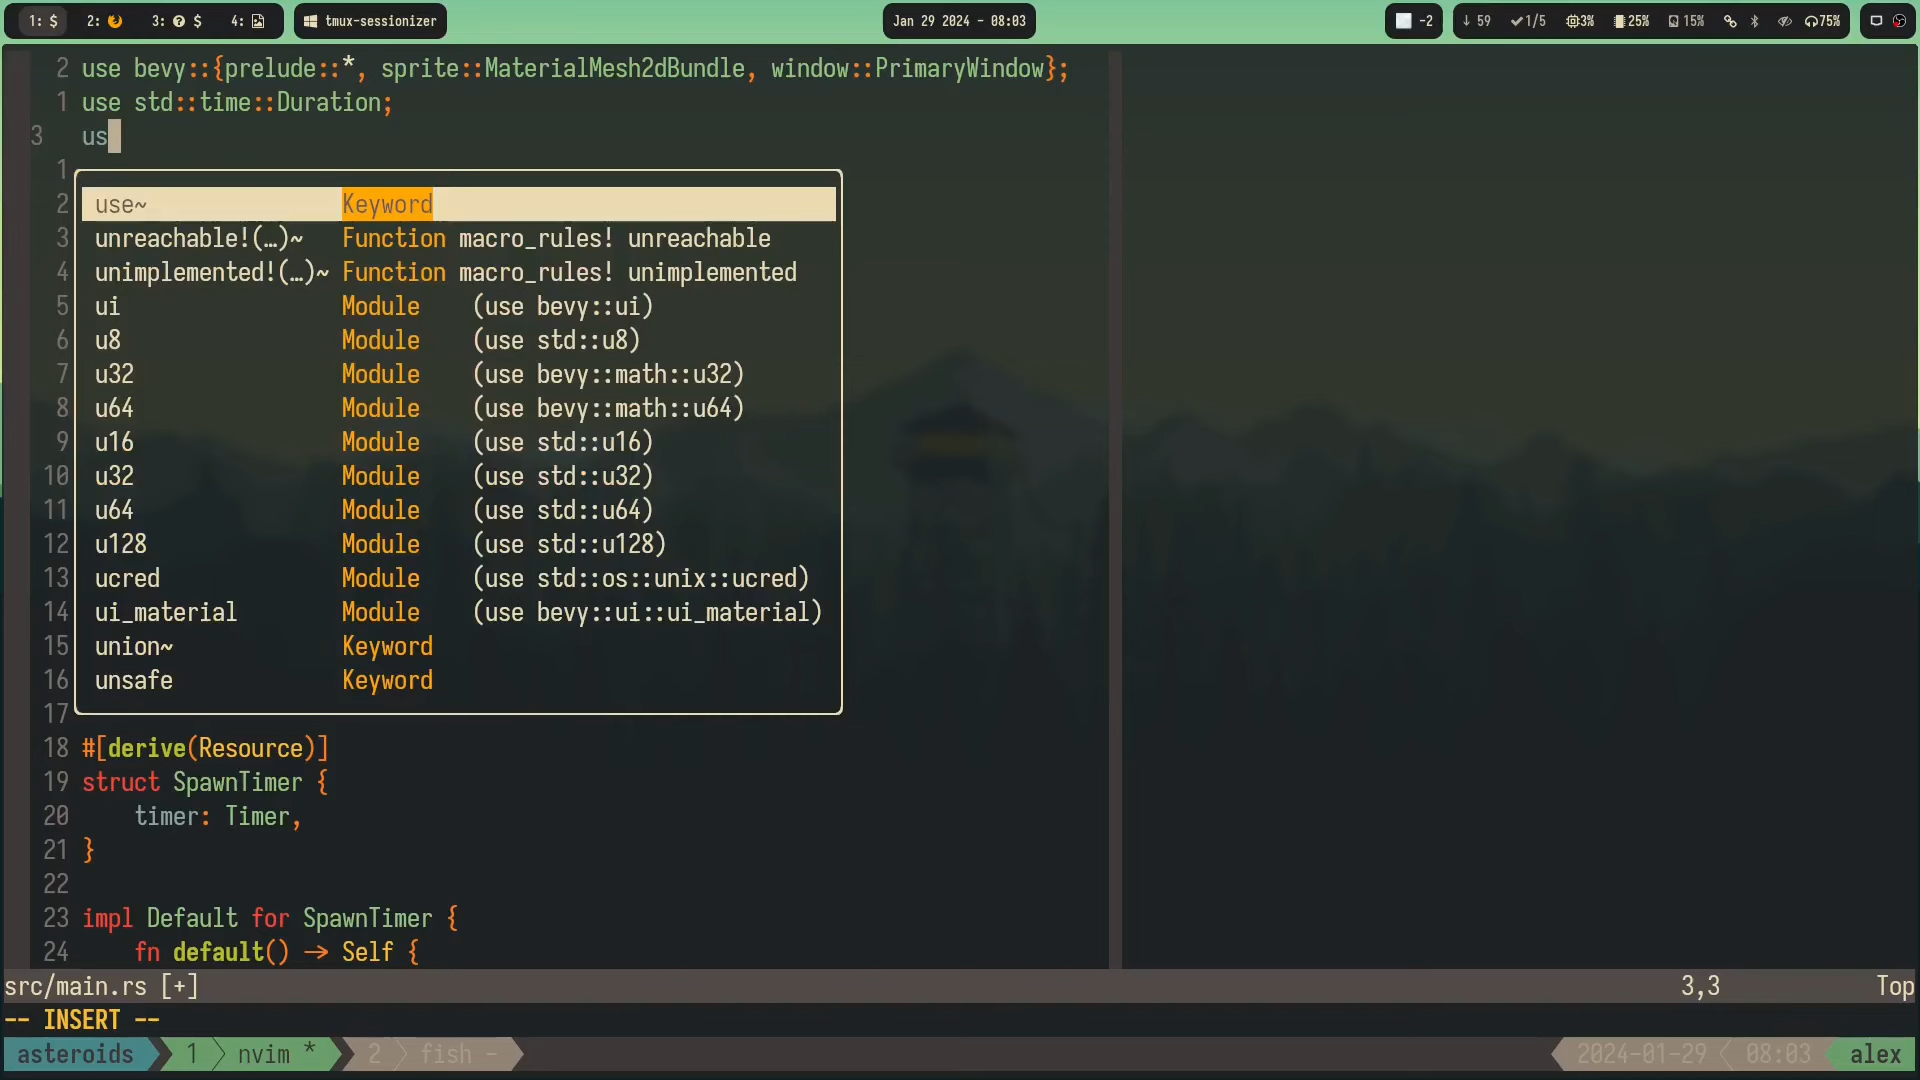 1: $ 2: 3: $ 4: tmux-sessionizer Jan 29 2024 - 08:03 -2 ↓ 59 ✓1/5 3% 25% 15% 75%
2 use bevy::{prelude::*, sprite::MaterialMesh2dBundle, window::PrimaryWindow};
1 use std::time::Duration;
3 us
1
2 use~ Keyword
3 unreachable!(…)~ Function macro_rules! unreachable
4 unimplemented!(…)~ Function macro_rules! unimplemented
5 ui Module (use bevy::ui)
6 u8 Module (use std::u8)
7 u32 Module (use bevy::math::u32)
8 u64 Module (use bevy::math::u64)
9 u16 Module (use std::u16)
10 u32 Module (use std::u32)
11 u64 Module (use std::u64)
12 u128 Module (use std::u128)
13 ucred Module (use std::os::unix::ucred)
14 ui_material Module (use bevy::ui::ui_material)
15 union~ Keyword
16 unsafe Keyword
17
18 #[derive(Resource)]
19 struct SpawnTimer {
20 timer: Timer,
21 }
22
23 impl Default for SpawnTimer {
24 fn default() -> Self {
src/main.rs [+] 3,3 Top
-- INSERT --
asteroids 1 nvim * 2 fish - 2024-01-29 08:03 alex